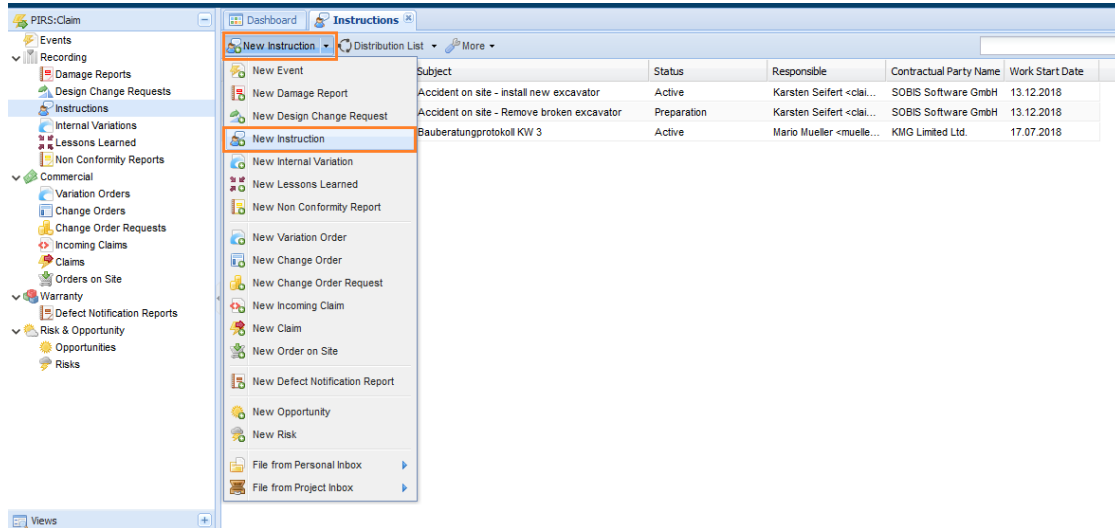 PIRS:Claim
Events
Recording
Damage Reports
Design Change Requests
Instructions
Internal Variations
Lessons Learned
Non Conformity Reports
Commercial
Variation Orders
Change Orders
Change Order Requests
Incoming Claims
Claims
Orders on Site
Warranty
Defect Notification Reports
Risk & Opportunity
Opportunities
Risks
Views
Dashboard Instructions
New Instruction Distribution List More
New Event
New Damage Report
New Design Change Request
New Instruction
New Internal Variation
New Lessons Learned
New Non Conformity Report
New Variation Order
New Change Order
New Change Order Request
New Incoming Claim
New Claim
New Order on Site
New Defect Notification Report
New Opportunity
New Risk
File from Personal Inbox
File from Project Inbox
Subject Status Responsible Contractual Party Name Work Start Date
Accident on site - install new excavator Active Karsten Seifert <clai... SOBIS Software GmbH 13.12.2018
Accident on site - Remove broken excavator Preparation Karsten Seifert <clai... SOBIS Software GmbH 13.12.2018
Bauberatungprotokoll KW 3 Active Mario Mueller <muelle... KMG Limited Ltd. 17.07.2018